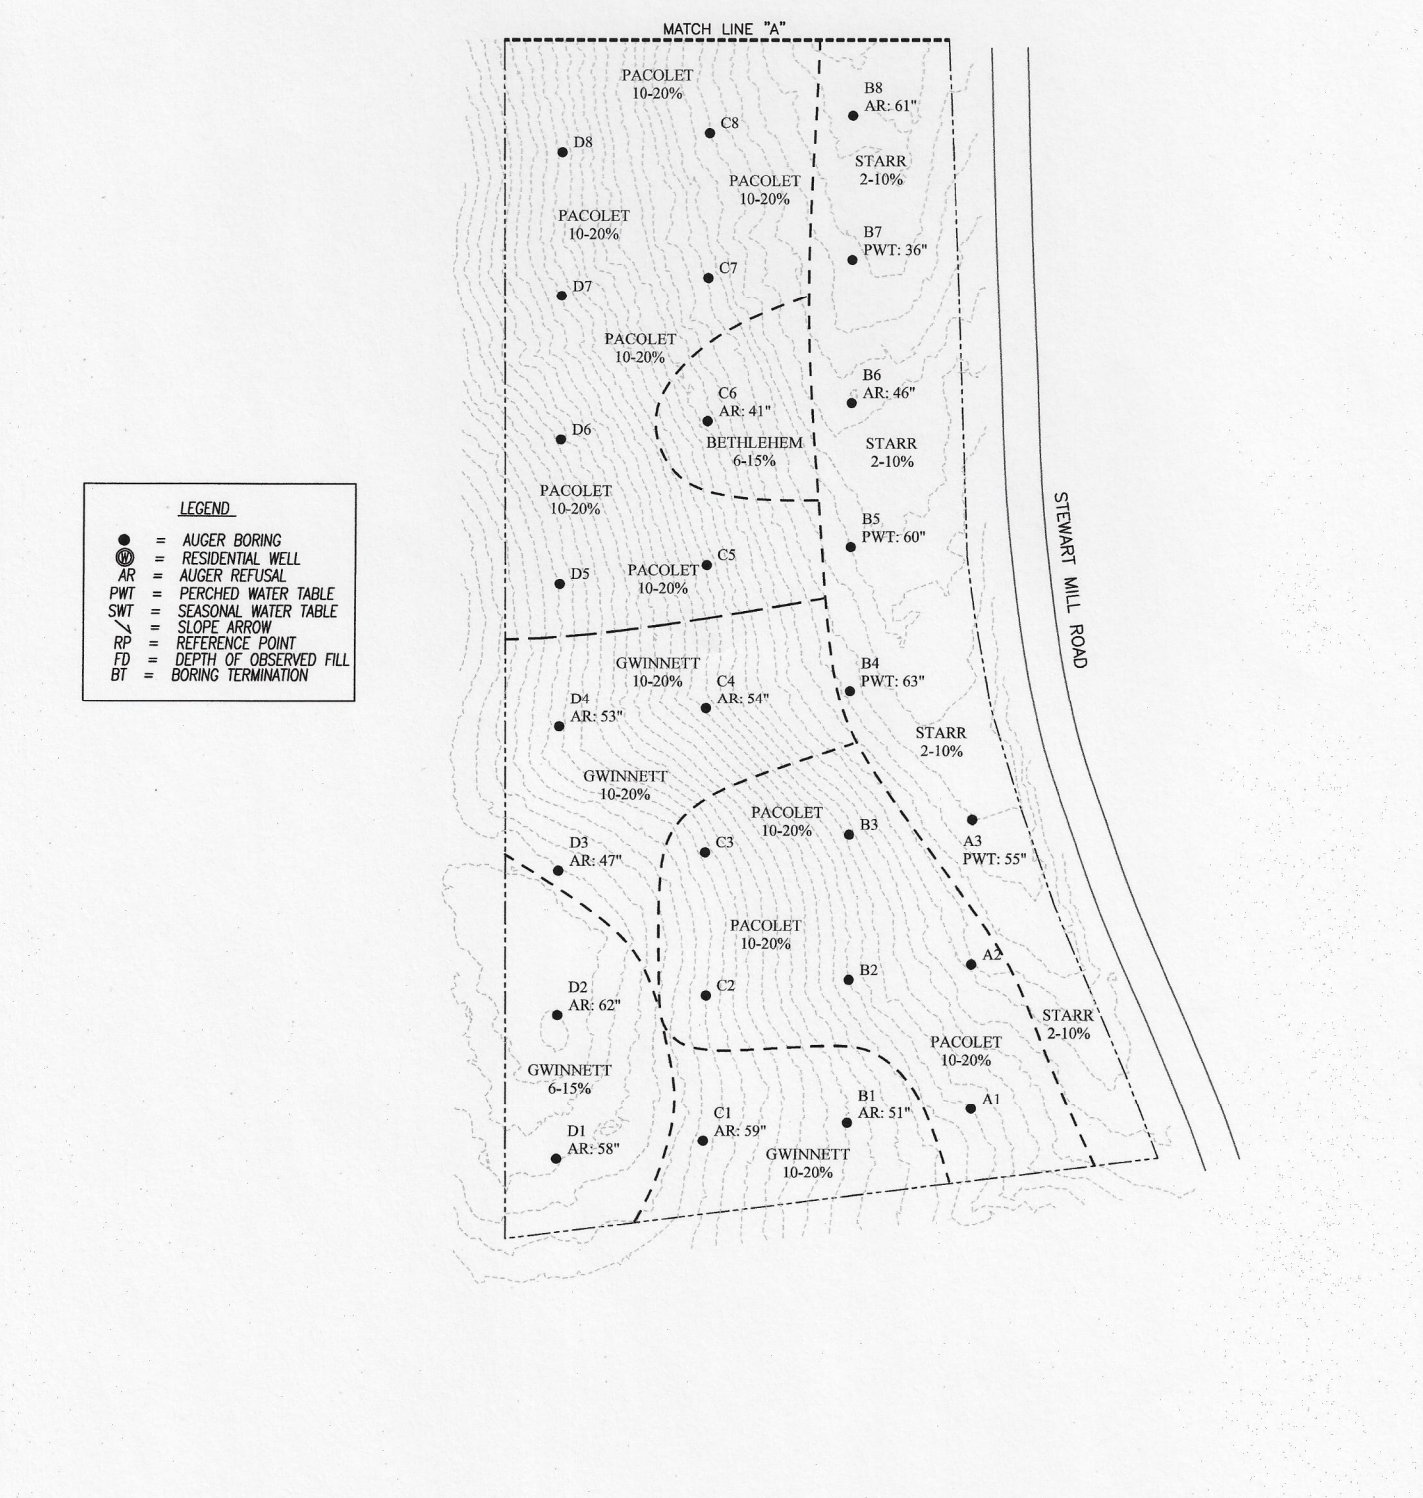 MATCH LINE "A"
PACOLET
10-20%
B8
AR: 61"
C8
D8
STARR
2-10%
PACOLET
10-20%
PACOLET
10-20%
B7
PWT: 36"
C7
D7
PACOLET
10-20%
B6
AR: 46"
C6
AR: 41"
D6
BETHLEHEM
6-15%
STARR
2-10%
PACOLET
10-20%
B5
PWT: 60"
C5
PACOLET
10-20%
D5
STEWART MILL ROAD
LEGEND
= AUGER BORING
W = RESIDENTIAL WELL
AR = AUGER REFUSAL
PWT = PERCHED WATER TABLE
SWT = SEASONAL WATER TABLE
= SLOPE ARROW
RP = REFERENCE POINT
FD = DEPTH OF OBSERVED FILL
BT = BORING TERMINATION
GWINNETT
10-20%
B4
PWT: 63"
C4
AR: 54"
D4
AR: 53"
STARR
2-10%
GWINNETT
10-20%
PACOLET
10-20%
B3
A3
PWT: 55"
C3
D3
AR: 47"
PACOLET
10-20%
A2
B2
C2
D2
AR: 62"
STARR
2-10%
PACOLET
10-20%
GWINNETT
6-15%
A1
B1
AR: 51"
C1
AR: 59"
D1
AR: 58"
GWINNETT
10-20%